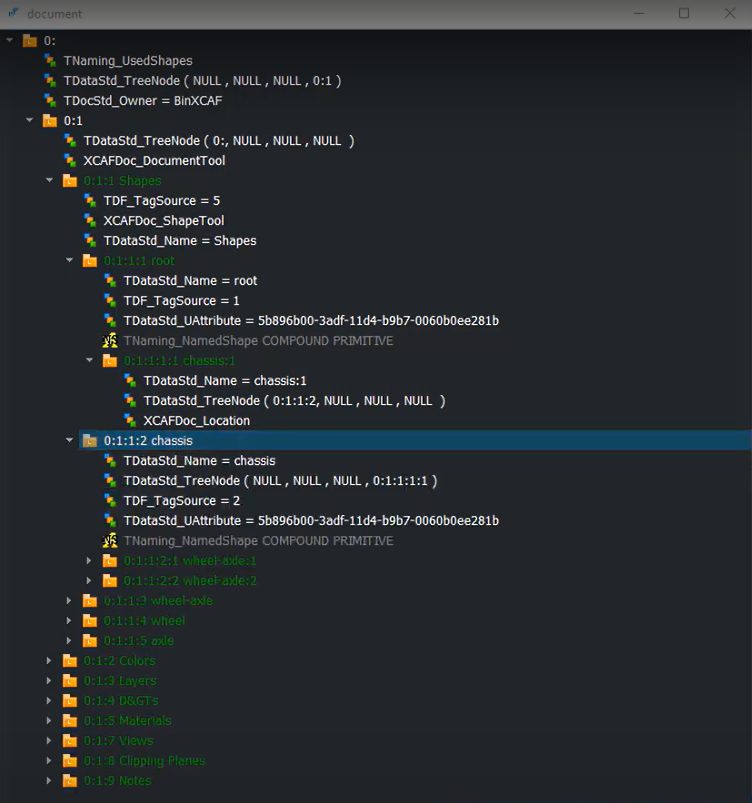 document
0:
TNaming_UsedShapes
TDataStd_TreeNode ( NULL , NULL , NULL , 0:1 )
TDocStd_Owner = BinXCAF
0:1
TDataStd_TreeNode ( 0:, NULL , NULL , NULL )
XCAFDoc_DocumentTool
0:1:1 Shapes
TDF_TagSource = 5
XCAFDoc_ShapeTool
TDataStd_Name = Shapes
0:1:1:1 root
TDataStd_Name = root
TDF_TagSource = 1
TDataStd_UAttribute = 5b896b00-3adf-11d4-b9b7-0060b0ee281b
NS TNaming_NamedShape COMPOUND PRIMITIVE
0:1:1:1:1 chassis:1
TDataStd_Name = chassis:1
TDataStd_TreeNode ( 0:1:1:2, NULL , NULL , NULL )
XCAFDoc_Location
0:1:1:2 chassis
TDataStd_Name = chassis
TDataStd_TreeNode ( NULL , NULL , NULL , 0:1:1:1:1 )
TDF_TagSource = 2
TDataStd_UAttribute = 5b896b00-3adf-11d4-b9b7-0060b0ee281b
NS TNaming_NamedShape COMPOUND PRIMITIVE
0:1:1:2:1 wheel-axle:1
0:1:1:2:2 wheel-axle:2
0:1:1:3 wheel-axle
0:1:1:4 wheel
0:1:1:5 axle
0:1:2 Colors
0:1:3 Layers
0:1:4 D&GTs
0:1:5 Materials
0:1:7 Views
0:1:8 Clipping Planes
0:1:9 Notes